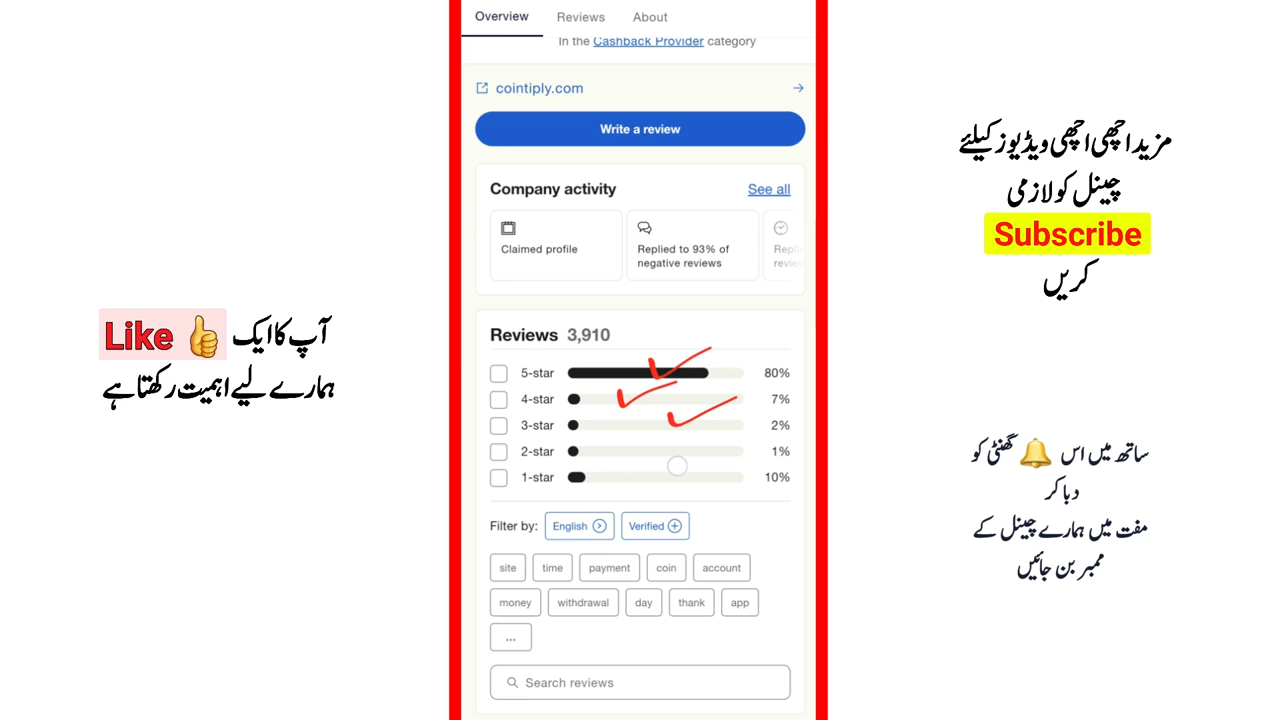 Overview Reviews About
In the Cashback Provider category
cointiply.com
Write a review
Company activity See all
Claimed profile
Replied to 93% of
negative reviews
Reviews 3,910
5-star 80%
4-star 7%
3-star 2%
2-star 1%
1-star 10%
Filter by: English Verified
site time payment coin account
money withdrawal day thank app
...
Search reviews
آپ کا ایک Like 👍
ہمارے لیے اہمیت رکھتا ہے
مزید اچھی اچھی ویڈیوز کیلئے
چینل کو لازمی
Subscribe
کریں
ساتھ میں اس 🔔 گھنٹی کو
دبا کر
مفت میں ہمارے چینل کے
ممبر بن جائیں